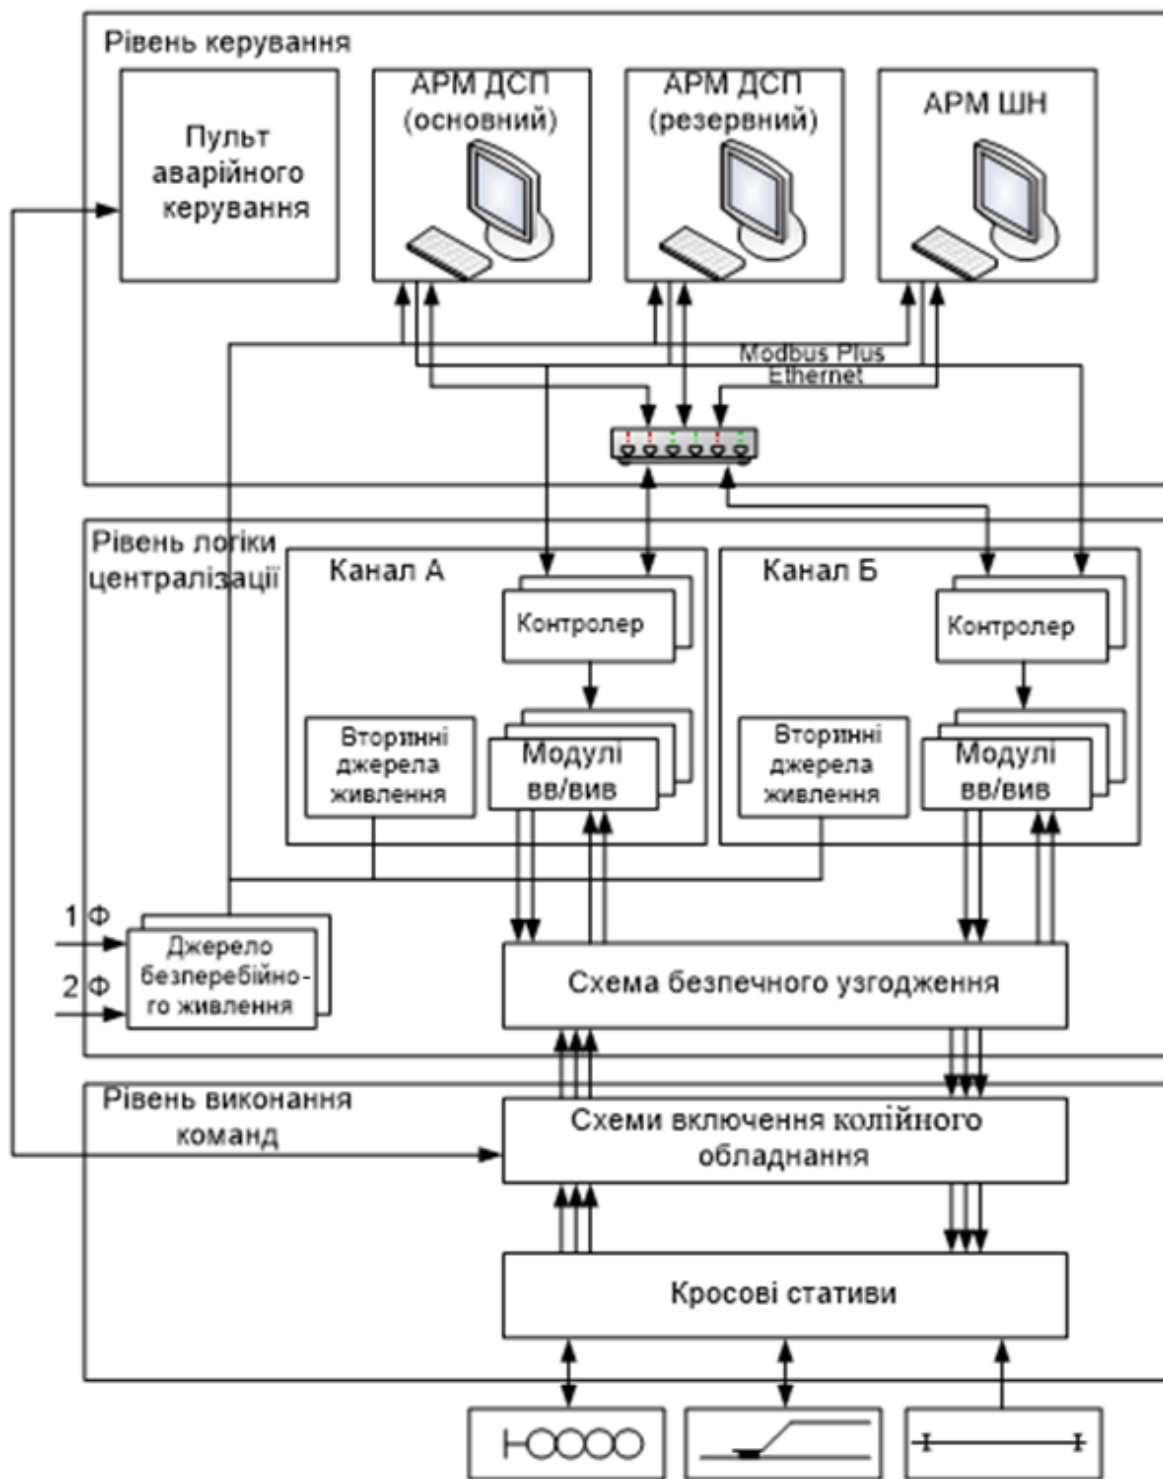 Рівень керування
Пульт
аварійного
керування
АРМ ДСП
(основний)
АРМ ДСП
(резервний)
АРМ ШН
Modbus Plus
Ethernet
Рівень логіки
централізації
Канал А
Контролер
Вторинні
джерела
живлення
Модулі
вв/вив
Канал Б
Контролер
Вторинні
джерела
живлення
Модулі
вв/вив
1 Ф
2 Ф
Джерело
безперебійно-
го живлення
Схема безпечного узгодження
Рівень виконання
команд
Схеми включення колійного
обладнання
Кросові стативи